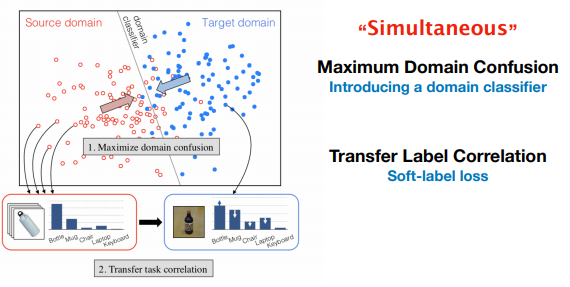 Source domain
Target domain
domain
classifier
1. Maximize domain confusion
Bottle
Mug
Chair
Laptop
Keyboard
Bottle
Mug
Chair
Laptop
Keyboard
2. Transfer task correlation
“Simultaneous”
Maximum Domain Confusion
Introducing a domain classifier
Transfer Label Correlation
Soft-label loss